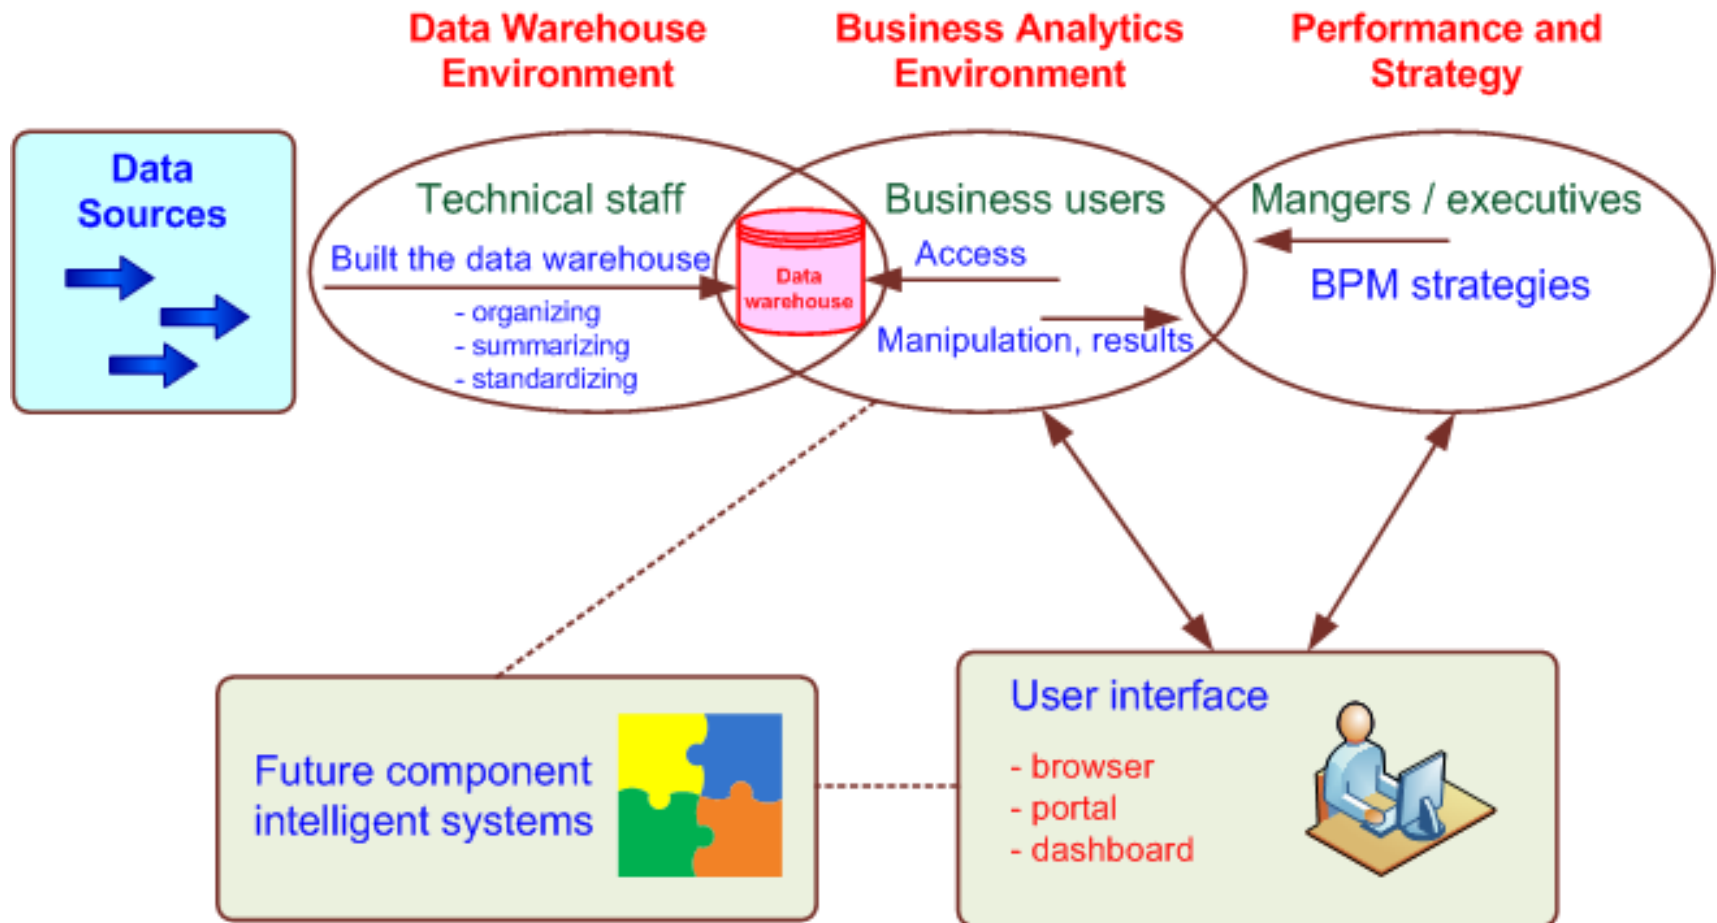 Data Warehouse
Environment
Business Analytics
Environment
Performance and
Strategy
Data
Sources
Technical staff
Built the data warehouse
- organizing
- summarizing
- standardizing
Data
warehouse
Business users
Access
Manipulation, results
Mangers / executives
BPM strategies
Future component
intelligent systems
User interface
- browser
- portal
- dashboard